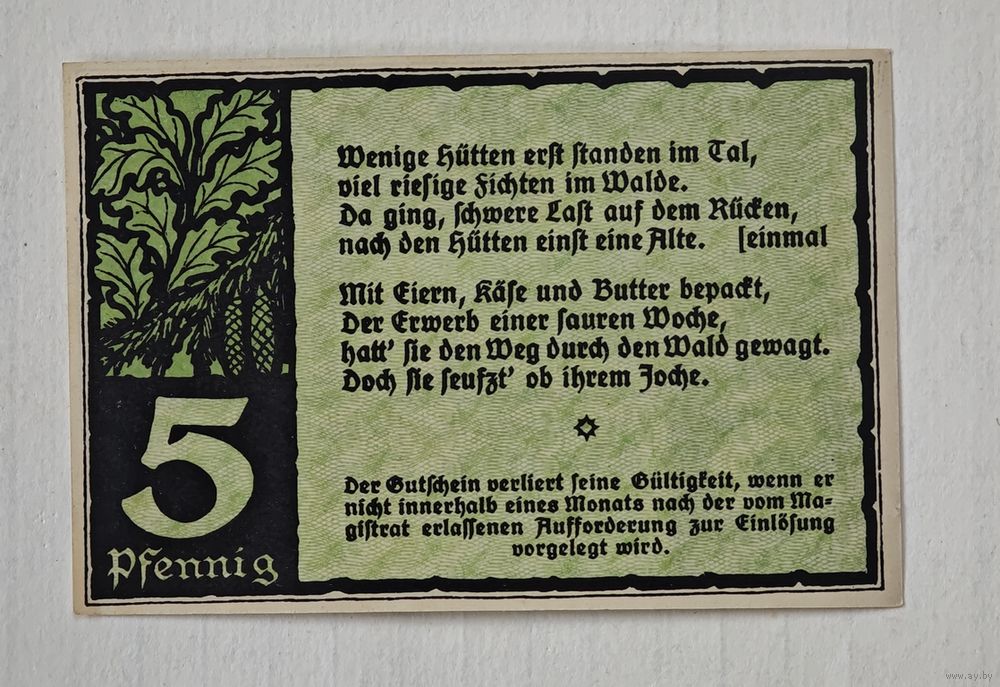 5
Pfennig
Wenige Hütten erst standen im Tal,
viel riesige Fichten im Walde.
Da ging, schwere Last auf dem Rücken,
nach den Hütten einst eine Alte. [einmal
Mit Eiern, Käse und Butter bepackt,
Der Erwerb einer sauren Woche,
hatt' sie den Weg durch den Wald gewagt.
Doch sie seufzt' ob ihrem Joche.
Der Gutschein verliert seine Gültigkeit, wenn er
nicht innerhalb eines Monats nach der vom Ma-
gistrat erlassenen Aufforderung zur Einlösung
vorgelegt wird.
www.ay.by